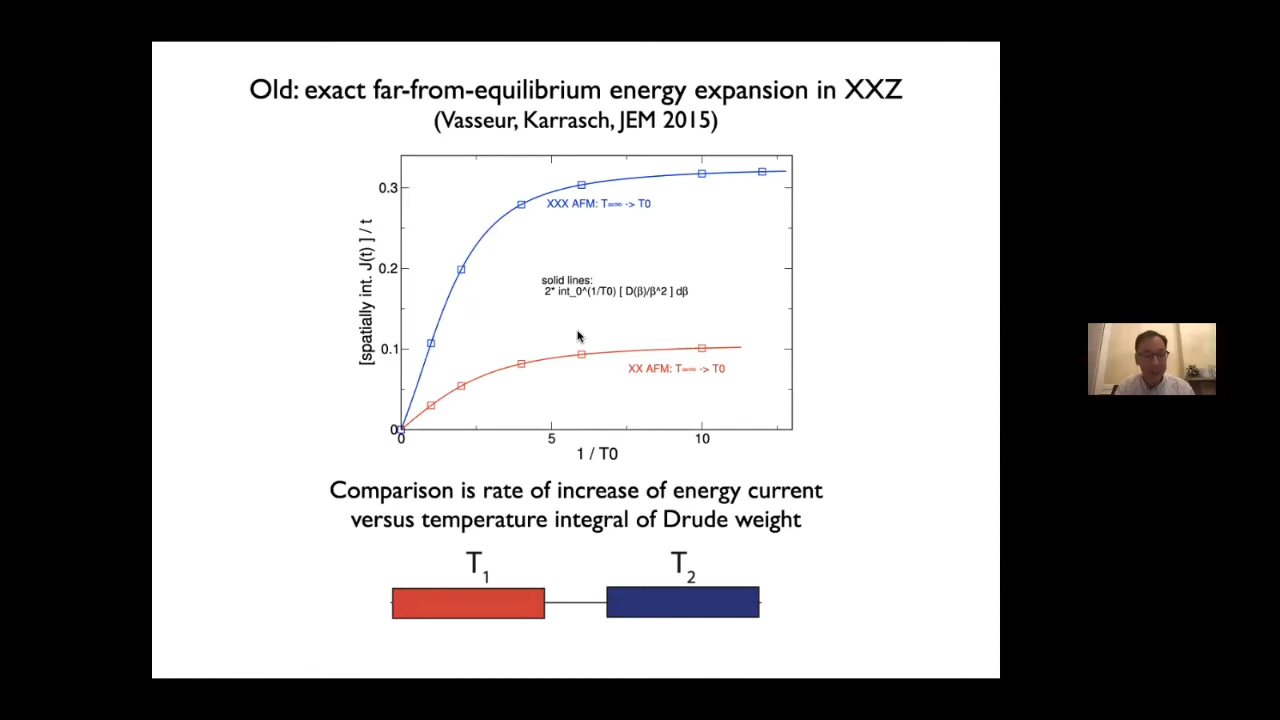 Old: exact far-from-equilibrium energy expansion in XXZ
(Vasseur, Karrasch, JEM 2015)
[spatially int. J(t) ] / t
0.3
0.2
0.1
0
XXX AFM: T=∞ -> T0
solid lines:
2* int_0^(1/T0) [ D(β)/β^2 ] dβ
XX AFM: T=∞ -> T0
0
5
10
1 / T0
Comparison is rate of increase of energy current
versus temperature integral of Drude weight
T1
T2